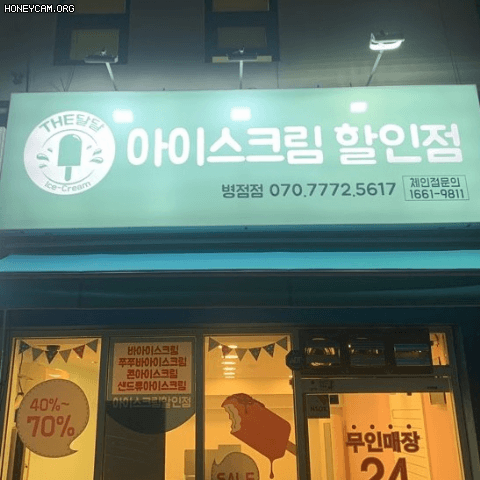 HONEYCAM.ORG
THE달달
Ice-Cream
아이스크림 할인점
병점점 070.7772.5617
체인점문의
1661-9811
바아이스크림
쭈쭈바아이스크림
콘아이스크림
샌드류아이스크림
아이스크림할인점
40%~
70%
SALE
무인매장
24